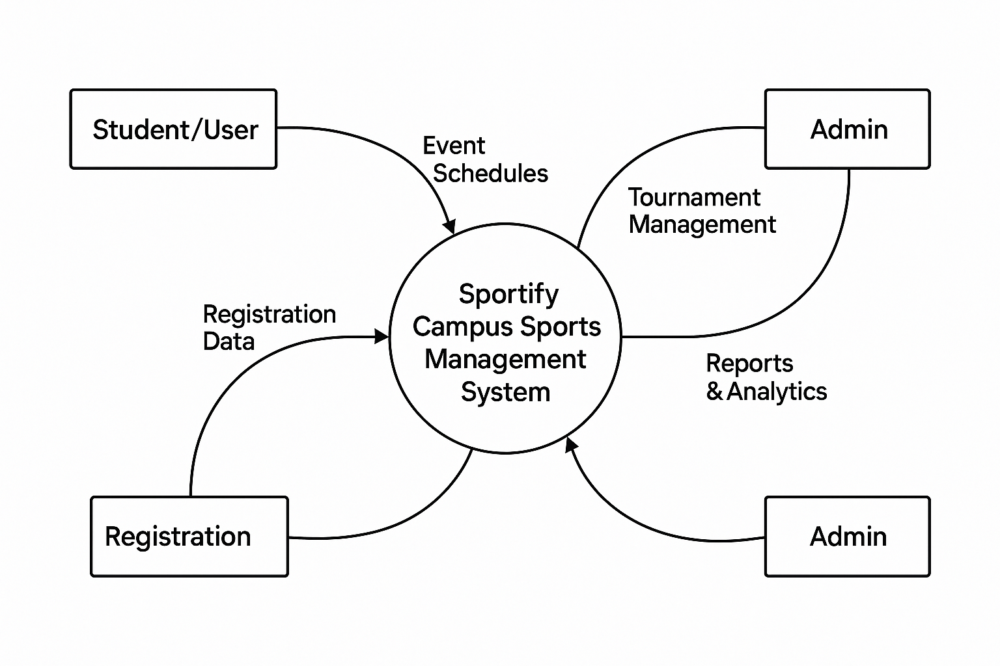 Student/User
Admin
Event
Schedules
Tournament
Management
Sportify
Campus Sports
Management
System
Registration
Data
Reports
& Analytics
Registration
Admin